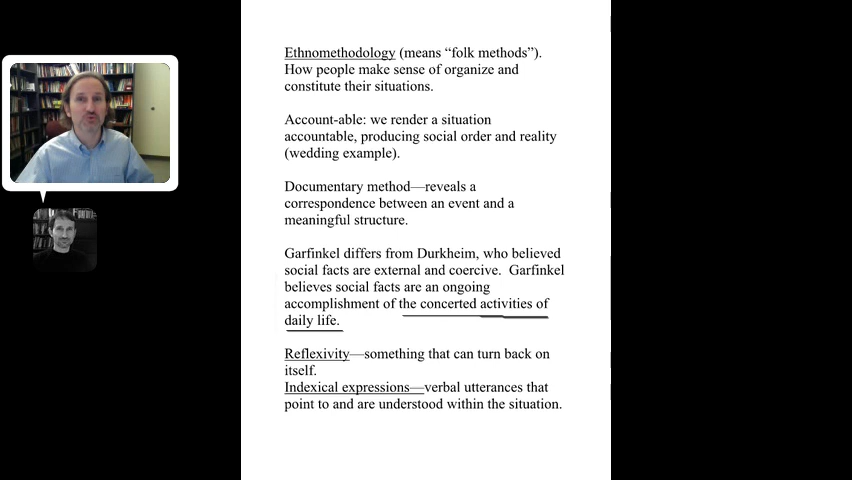 Ethnomethodology (means “folk methods”).
How people make sense of organize and
constitute their situations.
Account-able: we render a situation
accountable, producing social order and reality
(wedding example).
Documentary method—reveals a
correspondence between an event and a
meaningful structure.
Garfinkel differs from Durkheim, who believed
social facts are external and coercive.  Garfinkel
believes social facts are an ongoing
accomplishment of the concerted activities of
daily life.
Reflexivity—something that can turn back on
itself.
Indexical expressions—verbal utterances that
point to and are understood within the situation.